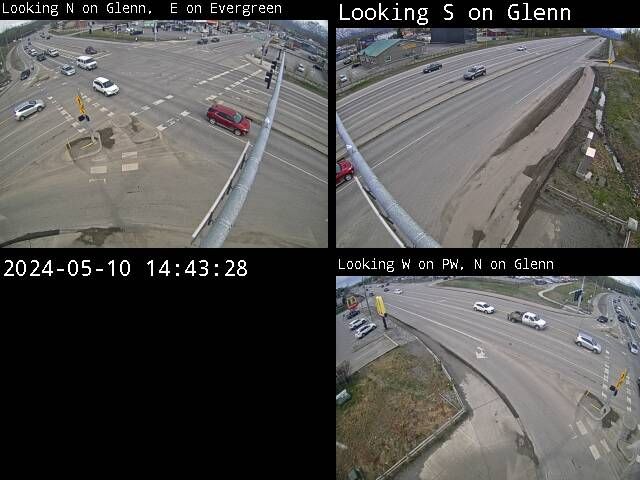 Looking N on Glenn,  E on Evergreen
Looking S on Glenn
2024-05-10 14:43:28
Looking W on PW, N on Glenn